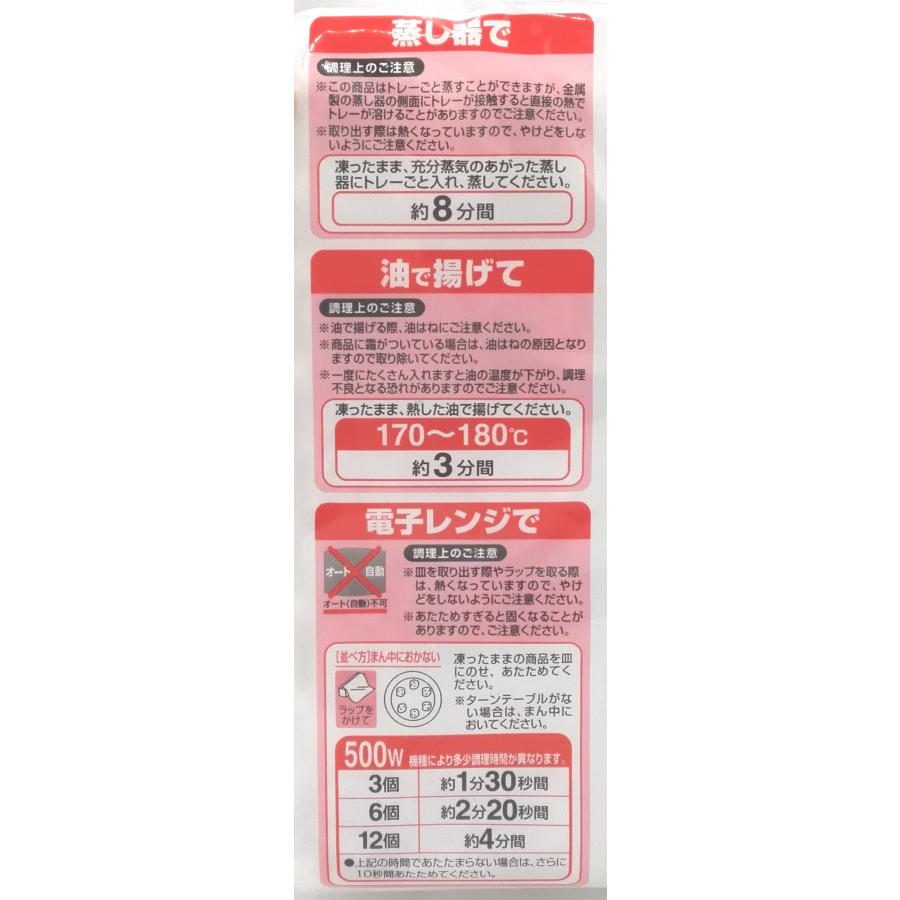 蒸し器で
調理上のご注意
※この商品はトレーごと蒸すことができますが、金属
製の蒸し器の側面にトレーが接触すると直接の熱で
トレーが溶けることがありますのでご注意ください。
※取り出す際は熱くなっていますので、やけどをしな
いようにご注意ください。
凍ったまま、充分蒸気のあがった蒸し
器にトレーごと入れ、蒸してください。
約8分間
油で揚げて
調理上のご注意
※油で揚げる際、油はねにご注意ください。
※商品に霜がついている場合は、油はねの原因となり
ますので取り除いてください。
※一度にたくさん入れますと油の温度が下がり、調理
不良となる恐れがありますのでご注意ください。
凍ったまま、熱した油で揚げてください。
170～180℃
約3分間
電子レンジで
オート 自動
オート(自動)不可
調理上のご注意
※皿を取り出す際やラップを取る際
は、熱くなっていますので、やけ
どをしないようにご注意ください。
※あたためすぎると固くなることが
ありますので、ご注意ください。
[並べ方]まん中におかない
ラップを
かけて
凍ったままの商品を皿
にのせ、あたためてく
ださい。
※ターンテーブルがな
い場合は、まん中に
おいてください。
500W 機種により多少調理時間が異なります。
3個 約1分30秒間
6個 約2分20秒間
12個 約4分間
●上記の時間であたたまらない場合は、さらに
10秒間あたためてください。